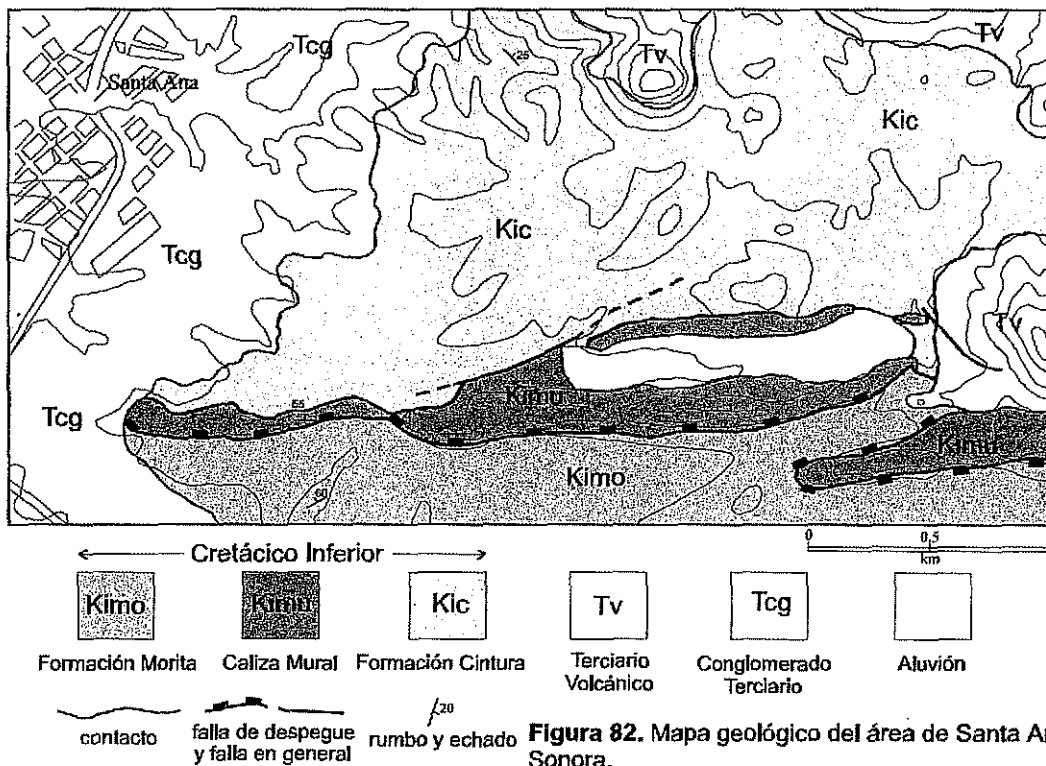 Tcg
Tv
Tv
25
Santa Ana
Kic
Kic
Tcg
Tcg
55
Kimu
Kimo
Kimu
60
0 0,5
km
Cretácico Inferior
Kimo Kimu Kic Tv Tcg
Formación Morita Caliza Mural Formación Cintura Terciario Volcánico Conglomerado Terciario Aluvión
contacto falla de despegue y falla en general 20 rumbo y echado
Figura 82. Mapa geológico del área de Santa
Sonora.